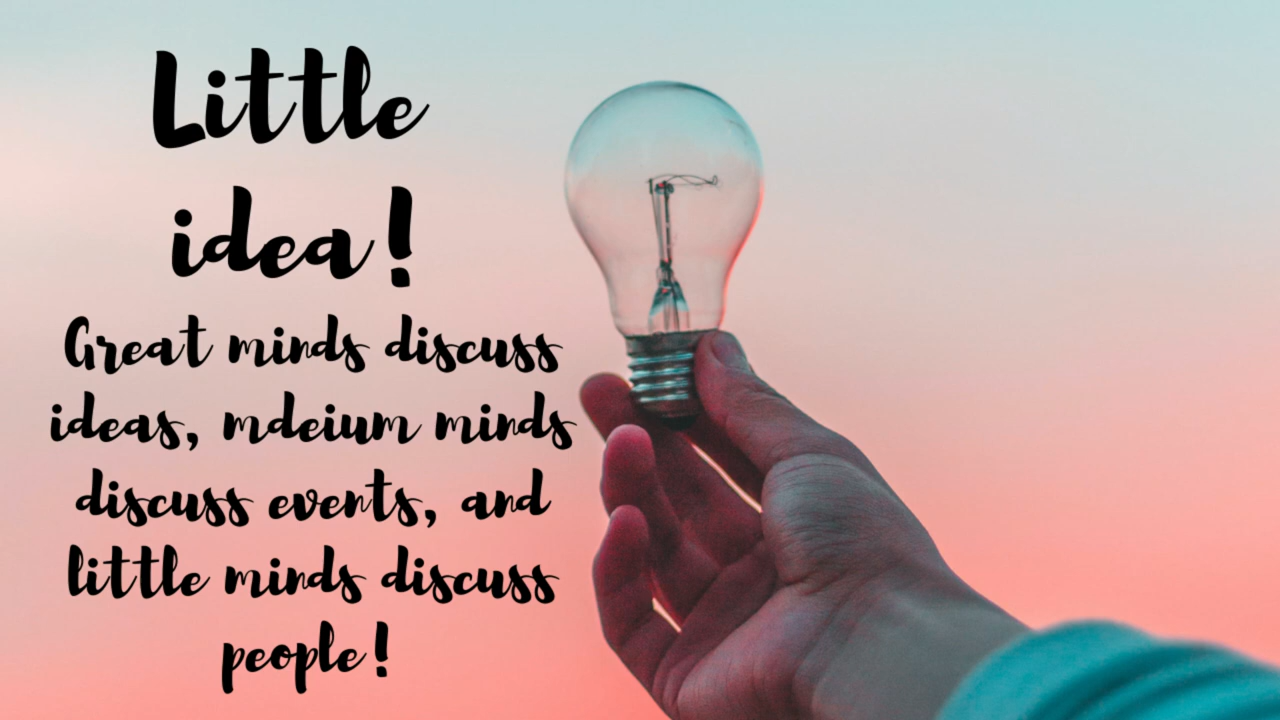 Little
idea!
Great minds discuss
ideas, mdeium minds
discuss events, and
little minds discuss
people!